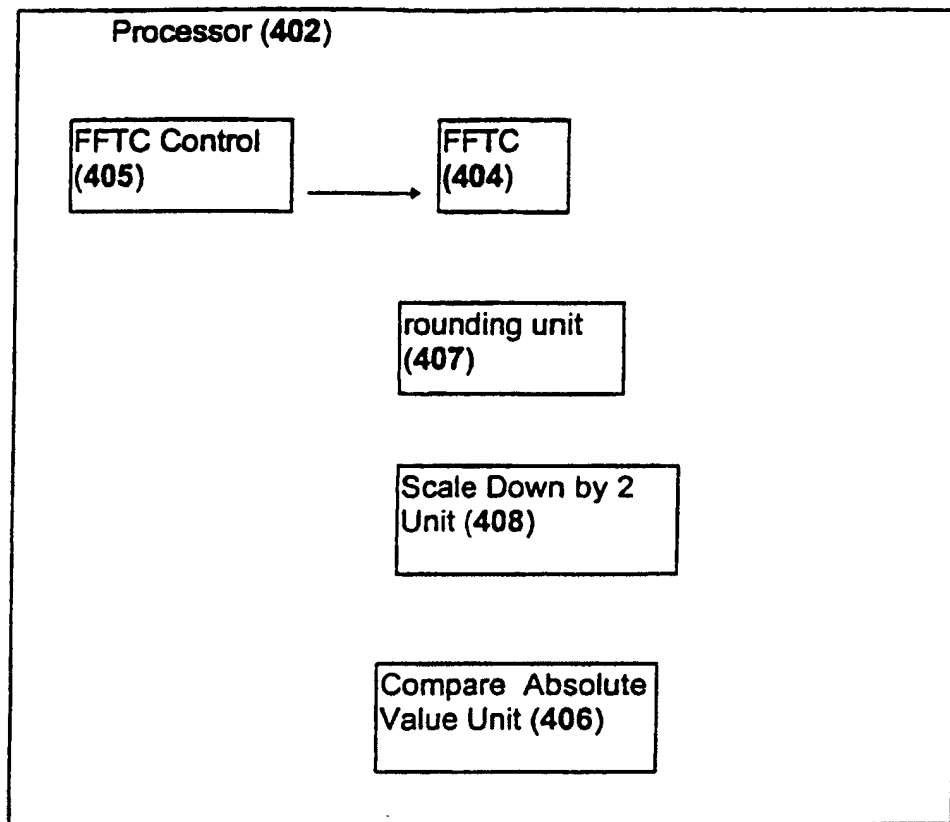 Processor (402)
FFTC Control
(405)
FFTC
(404)
rounding unit
(407)
Scale Down by 2
Unit (408)
Compare Absolute
Value Unit (406)